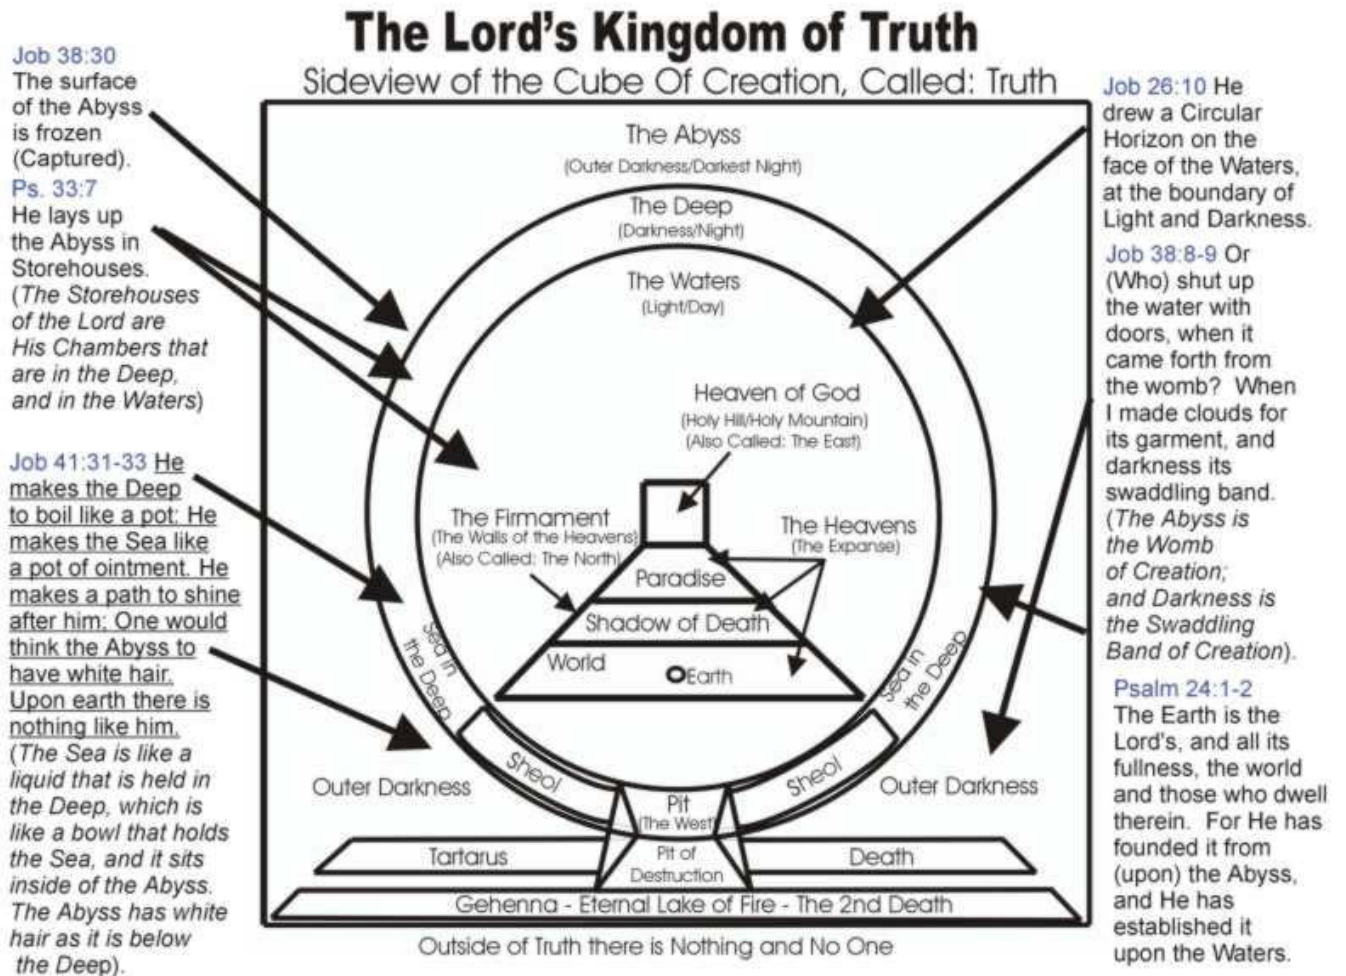 The Lord's Kingdom of Truth
Sideview of the Cube Of Creation, Called: Truth
Job 38:30
The surface
of the Abyss
is frozen
(Captured).
Ps. 33:7
He lays up
the Abyss in
Storehouses.
(The Storehouses
of the Lord are
His Chambers that
are in the Deep,
and in the Waters)
Job 41:31-33 He
makes the Deep
to boil like a pot: He
makes the Sea like
a pot of ointment. He
makes a path to shine
after him; One would
think the Abyss to
have white hair.
Upon earth there is
nothing like him.
(The Sea is like a
liquid that is held in
the Deep, which is
like a bowl that holds
the Sea, and it sits
inside of the Abyss.
The Abyss has white
hair as it is below
the Deep).
The Abyss
(Outer Darkness/Darkest Night)
The Deep
(Darkness/Night)
The Waters
(Light/Day)
Heaven of God
(Holy Hill/Holy Mountain)
(Also Called: The East)
The Firmament
(The Walls of the Heavens)
(Also Called: The North)
The Heavens
(The Expanse)
Paradise
Shadow of Death
World
Earth
Sea in
the Deep
Sea in
the Deep
Sheol
Sheol
Outer Darkness
Outer Darkness
Pit
(The West)
Pit of
Destruction
Tartarus
Death
Gehenna - Eternal Lake of Fire - The 2nd Death
Outside of Truth there is Nothing and No One
Job 26:10 He
drew a Circular
Horizon on the
face of the Waters,
at the boundary of
Light and Darkness.
Job 38:8-9 Or
(Who) shut up
the water with
doors, when it
came forth from
the womb? When
I made clouds for
its garment, and
darkness its
swaddling band.
(The Abyss is
the Womb
of Creation;
and Darkness is
the Swaddling
Band of Creation).
Psalm 24:1-2
The Earth is the
Lord's, and all its
fullness, the world
and those who dwell
therein. For He has
founded it from
(upon) the Abyss,
and He has
established it
upon the Waters.